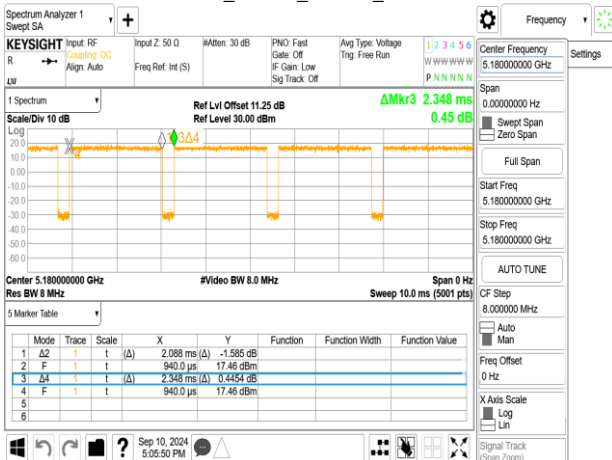 Spectrum Analyzer 1
Swept SA
Frequency
KEYSIGHT
R
Input: RF
Coupling: DC
Align: Auto
Input Z: 50 Ω
Freq Ref: Int (S)
#Atten: 30 dB
PNO: Fast
Gate: Off
IF Gain: Low
Sig Track: Off
Avg Type: Voltage
Trig: Free Run
1 2 3 4 5 6
W W W W W W
P N N N N N
Center Frequency
5.180000000 GHz
Settings
Span
0.00000000 Hz
Swept Span
Zero Span
Full Span
Start Freq
5.180000000 GHz
Stop Freq
5.180000000 GHz
AUTO TUNE
CF Step
8.000000 MHz
Auto
Man
Freq Offset
0 Hz
X Axis Scale
Log
Lin
Signal Track
(Span Zoom)
1 Spectrum
Scale/Div 10 dB
Ref Lvl Offset 11.25 dB
Ref Level 30.00 dBm
ΔMkr3 2.348 ms
0.45 dB
Log
20.0
10.0
0.00
-10.0
-20.0
-30.0
-40.0
-50.0
-60.0
3Δ4
Center 5.180000000 GHz
#Video BW 8.0 MHz
Span 0 Hz
Res BW 8 MHz
Sweep 10.0 ms (5001 pts)
5 Marker Table
Mode Trace Scale X Y Function Function Width Function Value
1 Δ2 1 t (Δ) 2.088 ms (Δ) -1.585 dB
2 F 1 t 940.0 µs 17.46 dBm
3 Δ4 1 t (Δ) 2.348 ms (Δ) 0.4454 dB
4 F 1 t 940.0 µs 17.46 dBm
5
6
?
Sep 10, 2024
5:05:50 PM